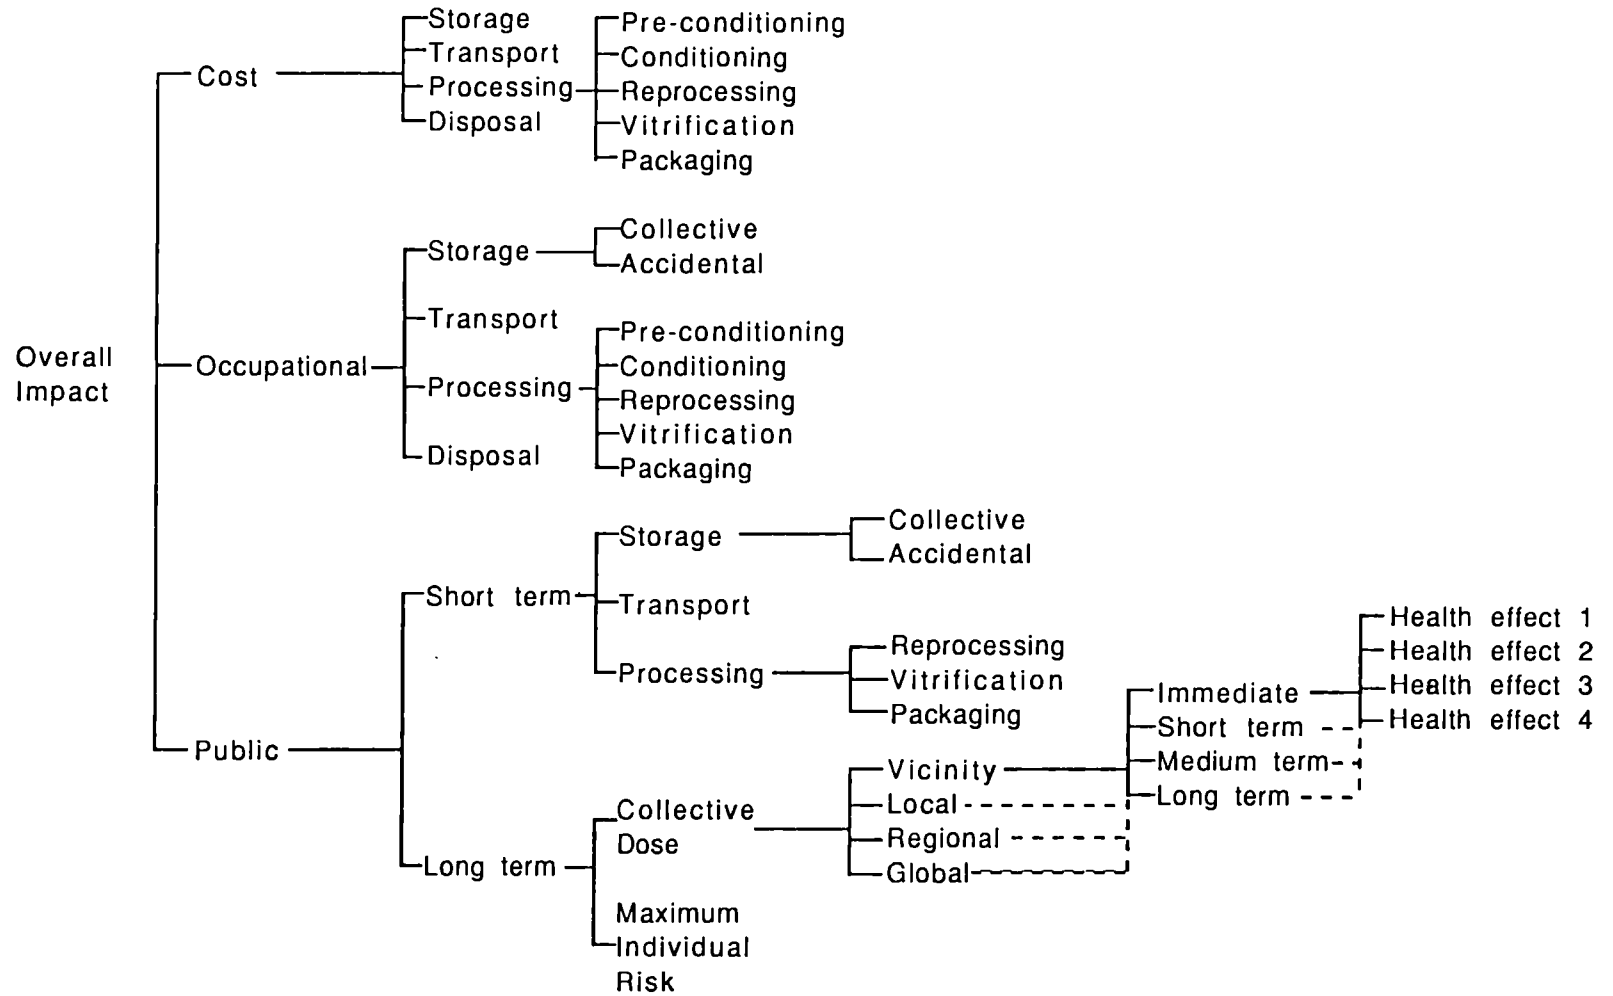 Overall
Impact
Cost
Storage
Transport
Processing
Disposal
Pre-conditioning
Conditioning
Reprocessing
Vitrification
Packaging
Occupational
Storage
Collective
Accidental
Transport
Processing
Pre-conditioning
Conditioning
Reprocessing
Vitrification
Packaging
Disposal
Public
Short term
Storage
Collective
Accidental
Transport
Processing
Reprocessing
Vitrification
Packaging
Long term
Collective
Dose
Vicinity
Local
Regional
Global
Immediate
Short term
Medium term
Long term
Health effect 1
Health effect 2
Health effect 3
Health effect 4
Maximum
Individual
Risk